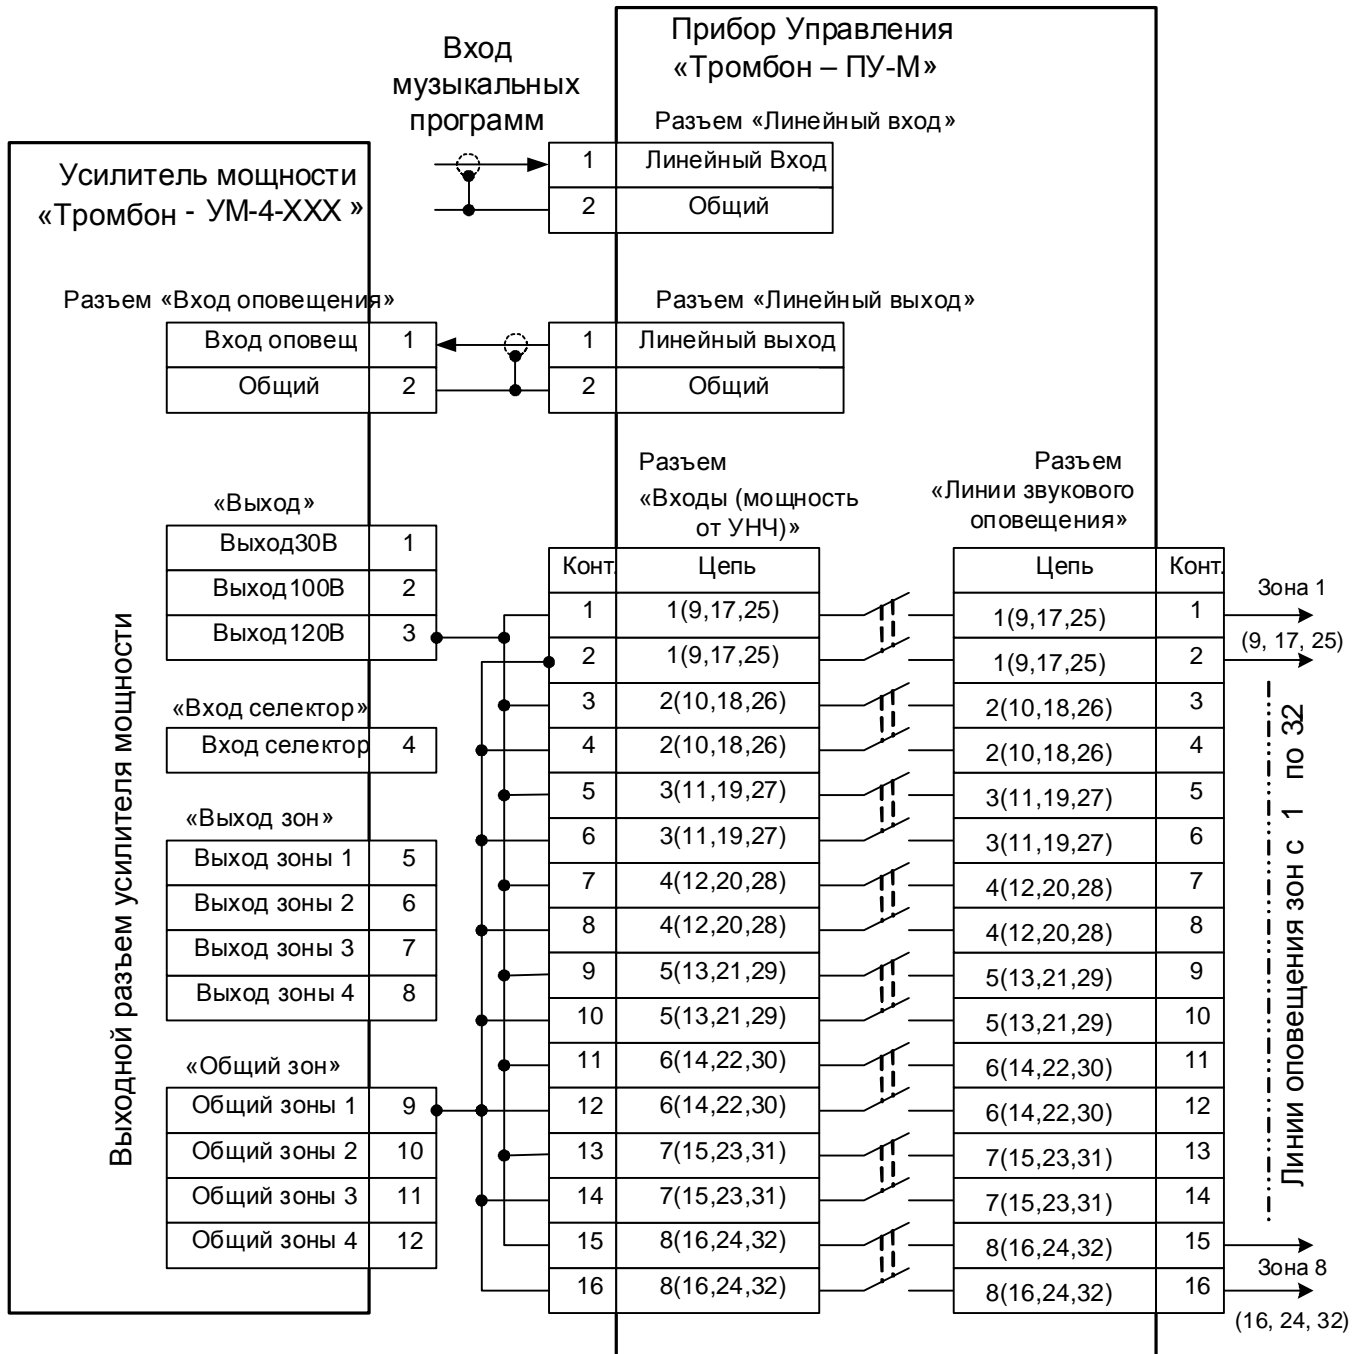 Прибор Управления
«Тромбон – ПУ-М»
Вход
музыкальных
программ
Разъем «Линейный вход»
1 Линейный Вход
2 Общий
Усилитель мощности
«Тромбон - УМ-4-ХХХ »
Разъем «Вход оповещения»
Вход оповещ 1
Общий 2
Разъем «Линейный выход»
1 Линейный выход
2 Общий
Выходной разъем усилителя мощности
«Выход»
Выход30В 1
Выход100В 2
Выход120В 3
«Вход селектор»
Вход селектор 4
«Выход зон»
Выход зоны 1 5
Выход зоны 2 6
Выход зоны 3 7
Выход зоны 4 8
«Общий зон»
Общий зоны 1 9
Общий зоны 2 10
Общий зоны 3 11
Общий зоны 4 12
Разъем
«Входы (мощность
от УНЧ)»
Конт. Цепь
1 1(9,17,25)
2 1(9,17,25)
3 2(10,18,26)
4 2(10,18,26)
5 3(11,19,27)
6 3(11,19,27)
7 4(12,20,28)
8 4(12,20,28)
9 5(13,21,29)
10 5(13,21,29)
11 6(14,22,30)
12 6(14,22,30)
13 7(15,23,31)
14 7(15,23,31)
15 8(16,24,32)
16 8(16,24,32)
Разъем
«Линии звукового
оповещения»
Цепь Конт.
1(9,17,25) 1
1(9,17,25) 2
2(10,18,26) 3
2(10,18,26) 4
3(11,19,27) 5
3(11,19,27) 6
4(12,20,28) 7
4(12,20,28) 8
5(13,21,29) 9
5(13,21,29) 10
6(14,22,30) 11
6(14,22,30) 12
7(15,23,31) 13
7(15,23,31) 14
8(16,24,32) 15
8(16,24,32) 16
Зона 1
(9, 17, 25)
Линии оповещения зон с 1 по 32
Зона 8
(16, 24, 32)